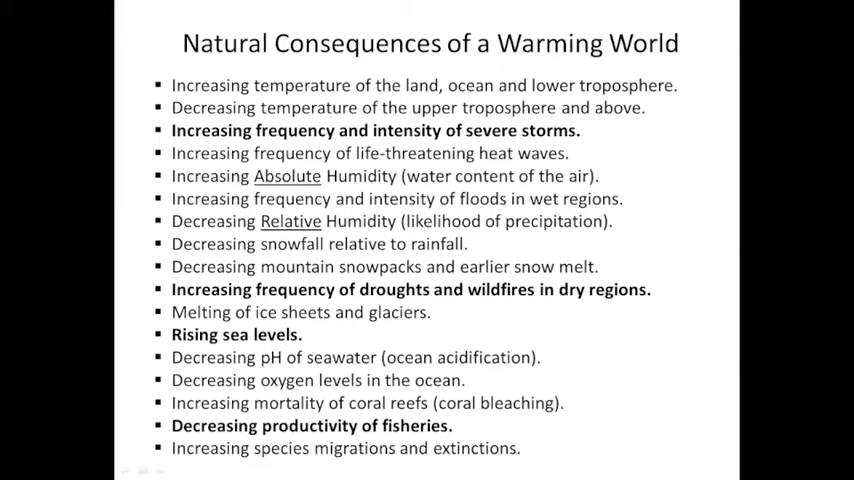 Natural Consequences of a Warming World
▪ Increasing temperature of the land, ocean and lower troposphere.
▪ Decreasing temperature of the upper troposphere and above.
▪ Increasing frequency and intensity of severe storms.
▪ Increasing frequency of life-threatening heat waves.
▪ Increasing Absolute Humidity (water content of the air).
▪ Increasing frequency and intensity of floods in wet regions.
▪ Decreasing Relative Humidity (likelihood of precipitation).
▪ Decreasing snowfall relative to rainfall.
▪ Decreasing mountain snowpacks and earlier snow melt.
▪ Increasing frequency of droughts and wildfires in dry regions.
▪ Melting of ice sheets and glaciers.
▪ Rising sea levels.
▪ Decreasing pH of seawater (ocean acidification).
▪ Decreasing oxygen levels in the ocean.
▪ Increasing mortality of coral reefs (coral bleaching).
▪ Decreasing productivity of fisheries.
▪ Increasing species migrations and extinctions.